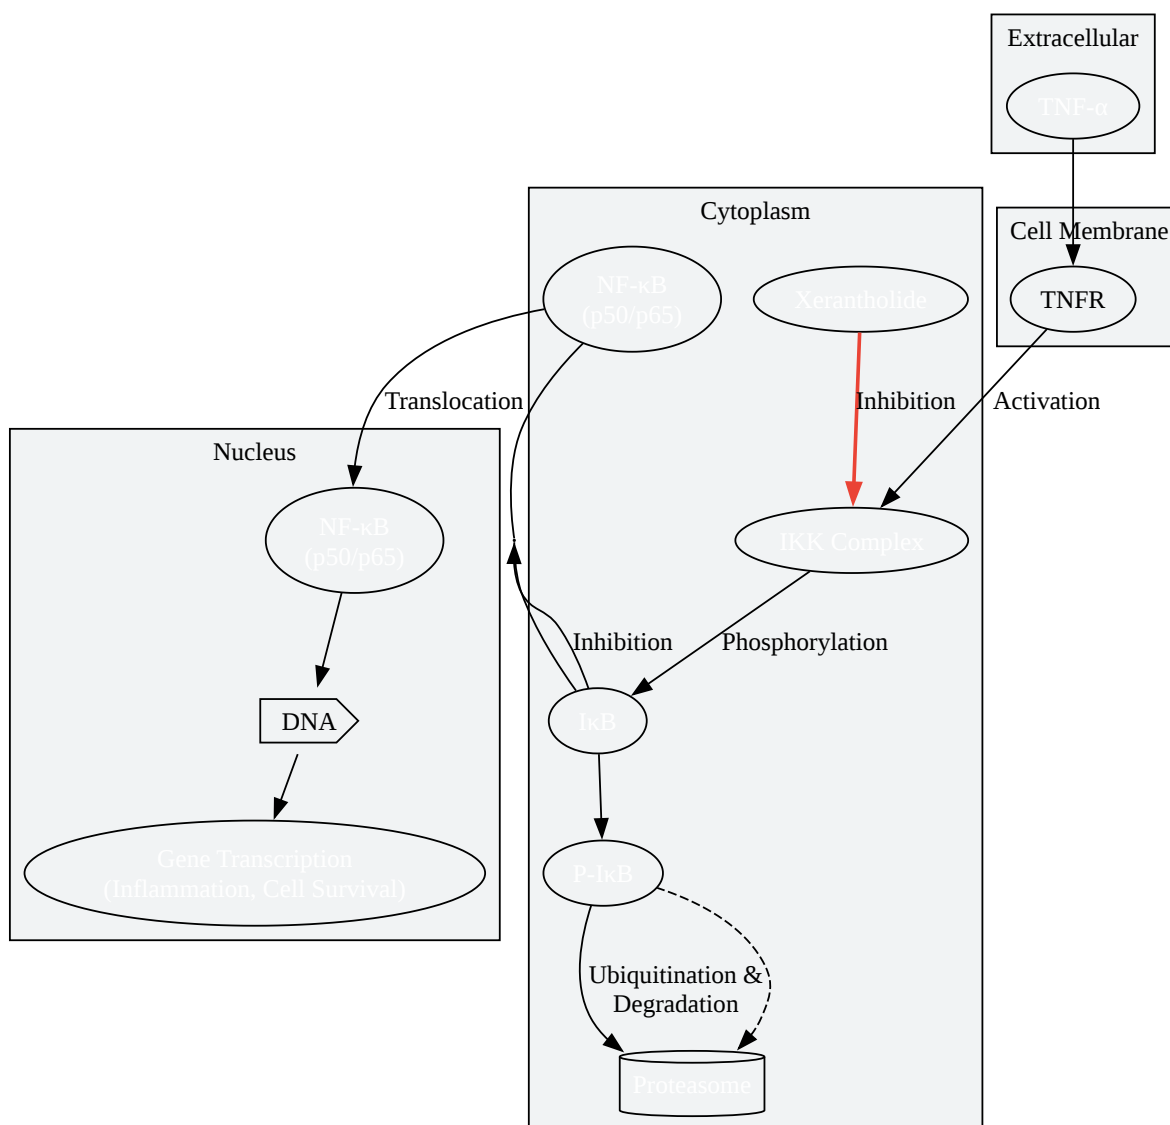 Extracellular
TNF-α
Cytoplasm
Cell Membrane
NF-κB
(p50/p65)
Xerantholide
TNFR
Translocation
Inhibition
Activation
Nucleus
NF-κB
(p50/p65)
IKK Complex
Inhibition
Phosphorylation
DNA
IκB
Gene Transcription
(Inflammation, Cell Survival)
P-IκB
Ubiquitination &
Degradation
Proteasome